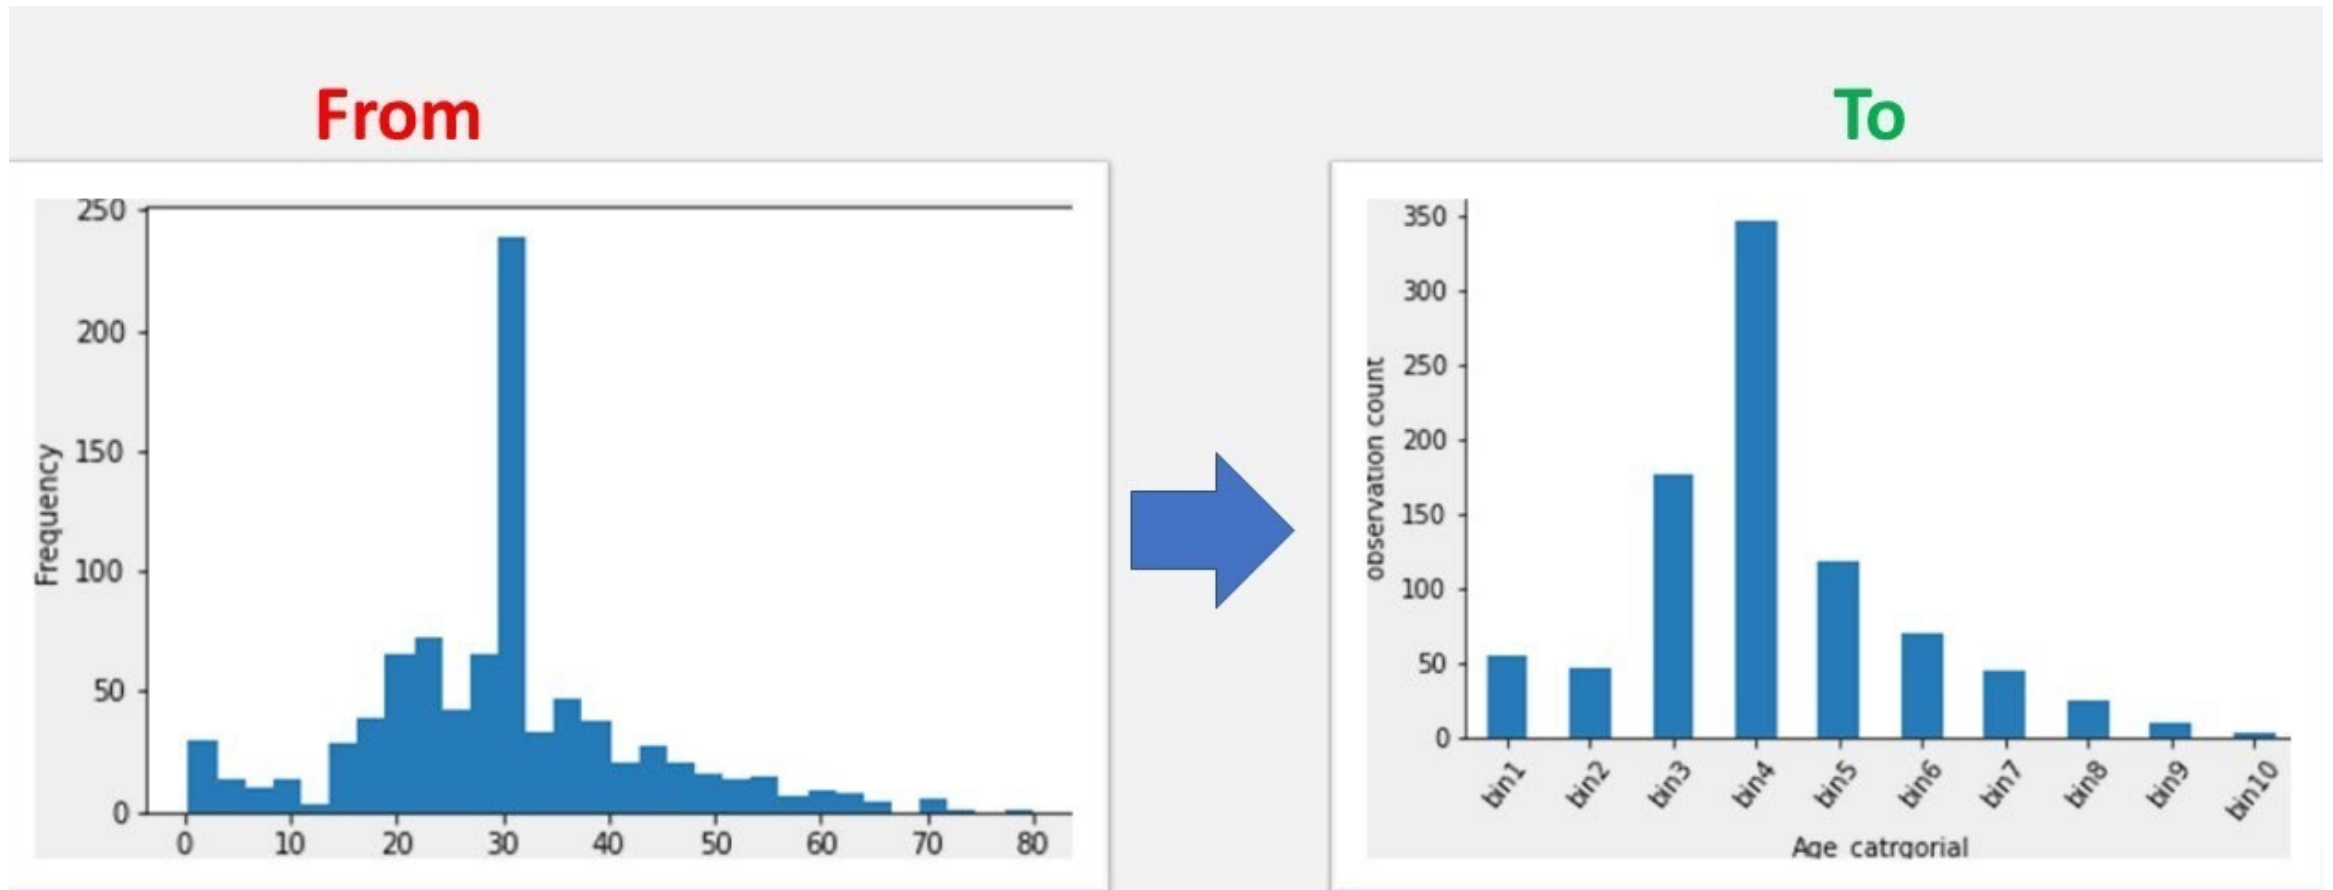 From
To
250
200
150
100
50
0
Frequency
0 10 20 30 40 50 60 70 80
350
300
250
200
150
100
50
0
observation count
bin1 bin2 bin3 bin4 bin5 bin6 bin7 bin8 bin9 bin10
Age catrgorial